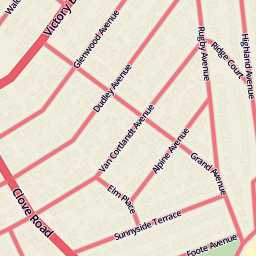 Victory
Glenwood Avenue
Dudley Avenue
Rugby Avenue
Ridge Court
Highland Avenue
Van Cortlandt Avenue
Alpine Avenue
Grand Avenue
Elm Place
Clove Road
Sunnyside Terrace
Foote Avenue